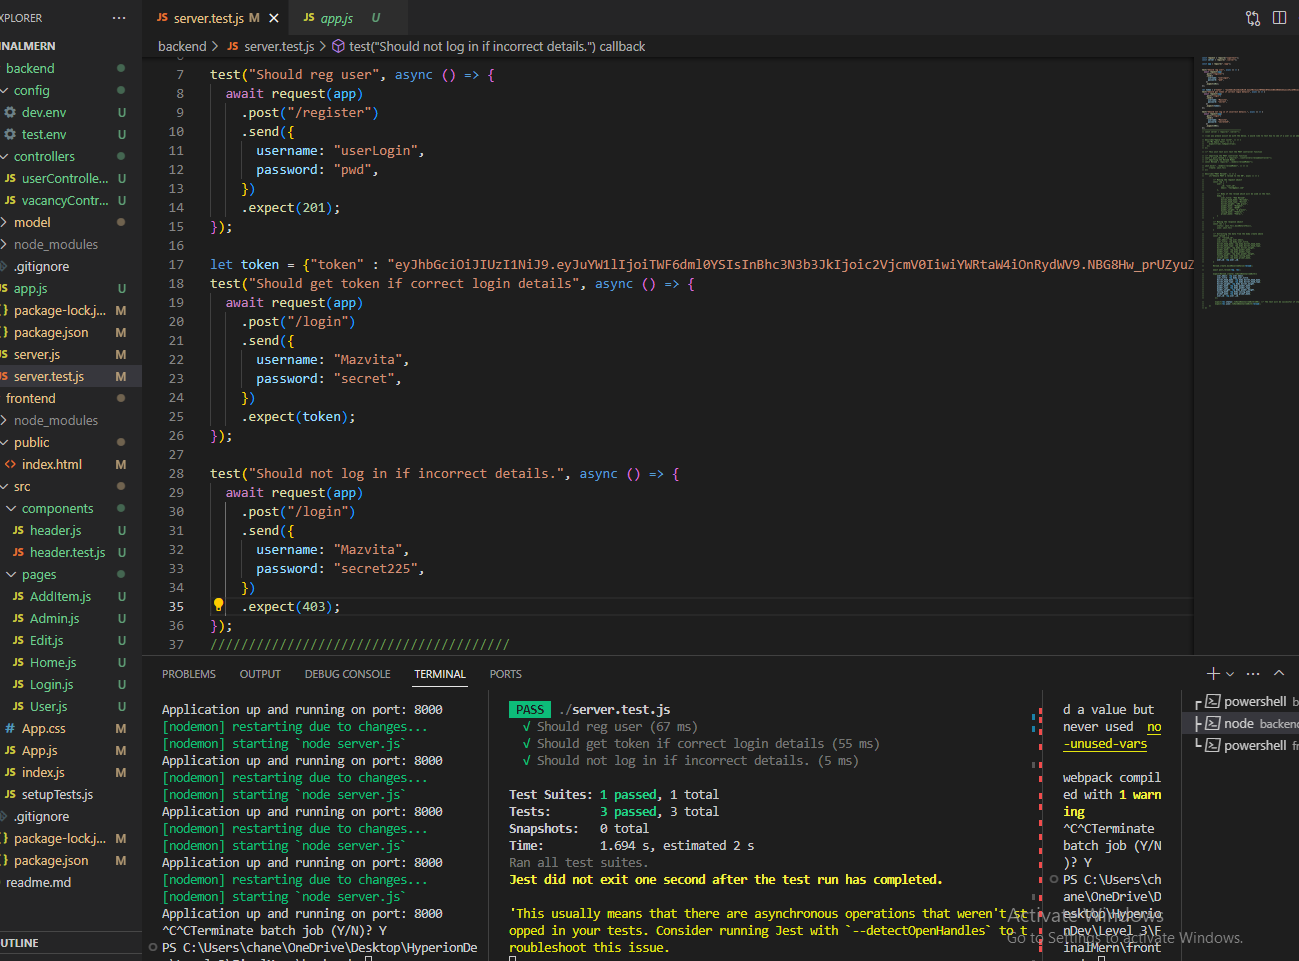 XPLORER
NALMERN
backend
config
dev.env U
test.env U
controllers
JS userControlle... U
JS vacancyContr... U
model
node_modules
.gitignore
app.js U
package-lock.j... M
package.json M
server.js M
server.test.js M
frontend
node_modules
public
index.html M
src
components
JS header.js U
JS header.test.js U
pages
JS AddItem.js U
JS Admin.js U
JS Edit.js U
JS Home.js U
JS Login.js U
JS User.js U
# App.css M
JS App.js M
JS index.js M
JS setupTests.js
.gitignore
package-lock.j... M
package.json M
readme.md
UTLINE
JS server.test.js M
JS app.js U
backend > JS server.test.js > test("Should not log in if incorrect details.") callback
7 test("Should reg user", async () => {
8 await request(app)
9 .post("/register")
10 .send({
11 username: "userLogin",
12 password: "pwd",
13 })
14 .expect(201);
15 });
16
17 let token = {"token" : "eyJhbGciOiJIUzI1NiJ9.eyJuYW1lIjoiTWF6dml0YSIsInBhc3N3b3JkIjoic2VjcmV0IiwiYWRtaW4iOnRydWV9.NBG8Hw_prUZyuZ
18 test("Should get token if correct login details", async () => {
19 await request(app)
20 .post("/login")
21 .send({
22 username: "Mazvita",
23 password: "secret",
24 })
25 .expect(token);
26 });
27
28 test("Should not log in if incorrect details.", async () => {
29 await request(app)
30 .post("/login")
31 .send({
32 username: "Mazvita",
33 password: "secret225",
34 })
35 .expect(403);
36 });
37 ///////////////////////////////////////
PROBLEMS OUTPUT DEBUG CONSOLE TERMINAL PORTS
Application up and running on port: 8000
[nodemon] restarting due to changes...
[nodemon] starting `node server.js`
Application up and running on port: 8000
[nodemon] restarting due to changes...
[nodemon] starting `node server.js`
Application up and running on port: 8000
[nodemon] restarting due to changes...
[nodemon] starting `node server.js`
Application up and running on port: 8000
[nodemon] restarting due to changes...
[nodemon] starting `node server.js`
Application up and running on port: 8000
^C^CTerminate batch job (Y/N)? Y
PS C:\Users\chane\OneDrive\Desktop\HyperionDe
PASS ./server.test.js
√ Should reg user (67 ms)
√ Should get token if correct login details (55 ms)
√ Should not log in if incorrect details. (5 ms)
Test Suites: 1 passed, 1 total
Tests: 3 passed, 3 total
Snapshots: 0 total
Time: 1.694 s, estimated 2 s
Ran all test suites.
Jest did not exit one second after the test run has completed.
'This usually means that there are asynchronous operations that weren't st
opped in your tests. Consider running Jest with `--detectOpenHandles` to t
roubleshoot this issue.
d a value but
never used no
-unused-vars
webpack compil
ed with 1 warn
ing
^C^CTerminate
batch job (Y/N
)? Y
PS C:\Users\ch
ane\OneDrive\D
esktop\Hyperio
nDev\Level 3\F
inalMern\front
powershell b
node backend
powershell fr
Activate Windows
Go to Settings to activate Windows.